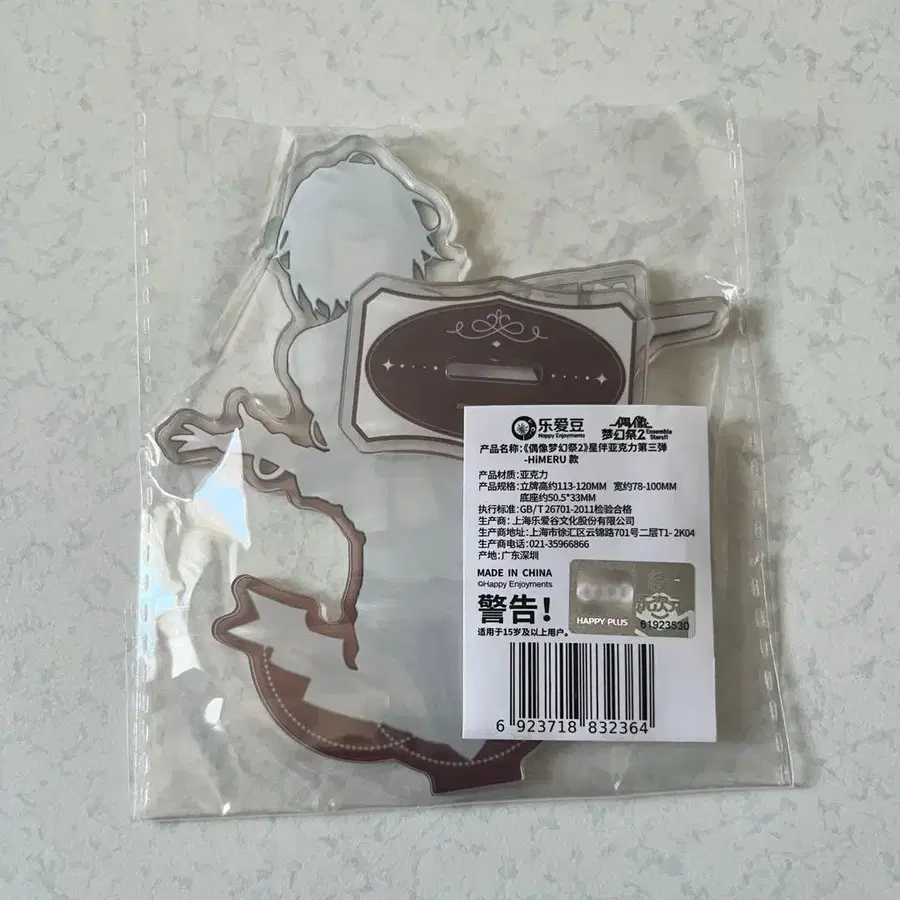 乐爱豆
Happy Enjoyments
偶像
梦幻祭2
Ensemble
Stars!!
产品名称:《偶像梦幻祭2》星伴亚克力第三弹
-HiMERU 款
产品材质: 亚克力
产品规格: 立牌高约113-120MM 宽约78-100MM
底座约50.5*33MM
执行标准: GB/T 26701-2011检验合格
生产商: 上海乐爱谷文化股份有限公司
生产商地址: 上海市徐汇区云锦路701号二层T1- 2K04
生产商电话: 021-35966866
产地: 广东深圳
MADE IN CHINA
©Happy Enjoyments
警告!
适用于15岁及以上用户。
HAPPY PLUS
61923530
6 923718 832364